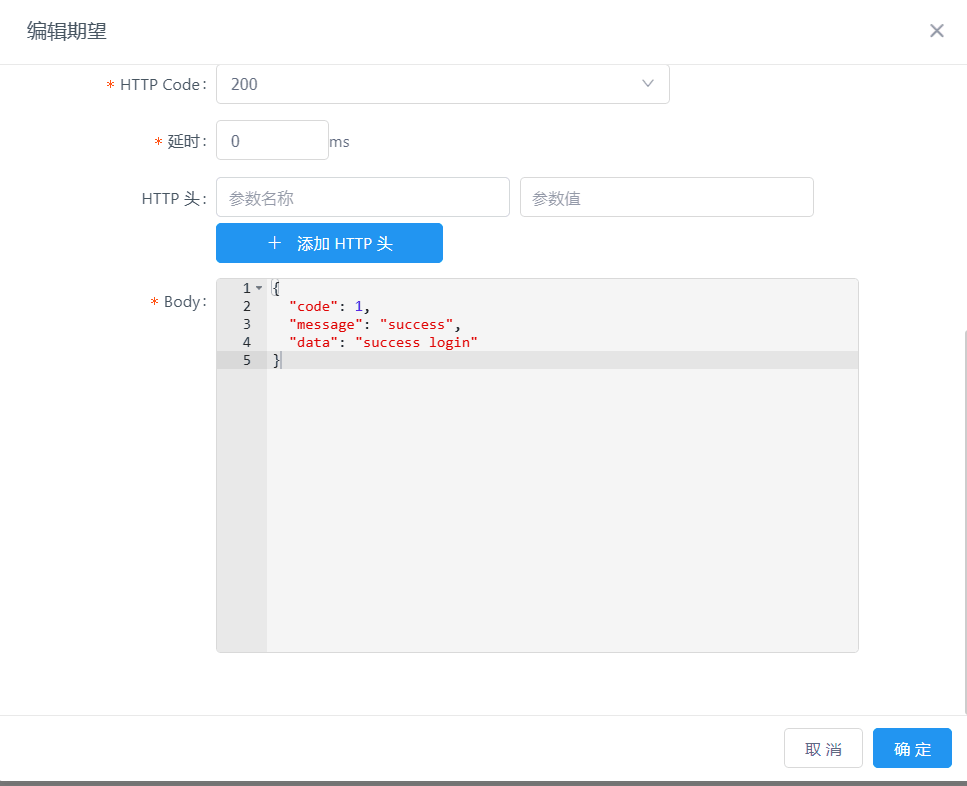 编辑期望
* HTTP Code: 200
* 延时: 0 ms
HTTP 头: 参数名称 参数值
添加 HTTP 头
* Body:
1 {
2   "code": 1,
3   "message": "success",
4   "data": "success login"
5 }
取 消 确 定